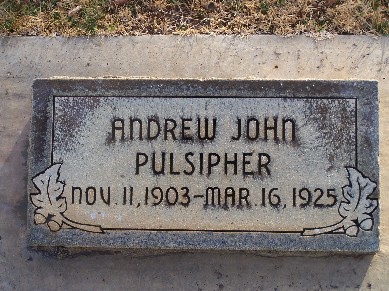 ANDREW JOHN
PULSIPHER
NOV. 11, 1903-MAR. 16, 1925